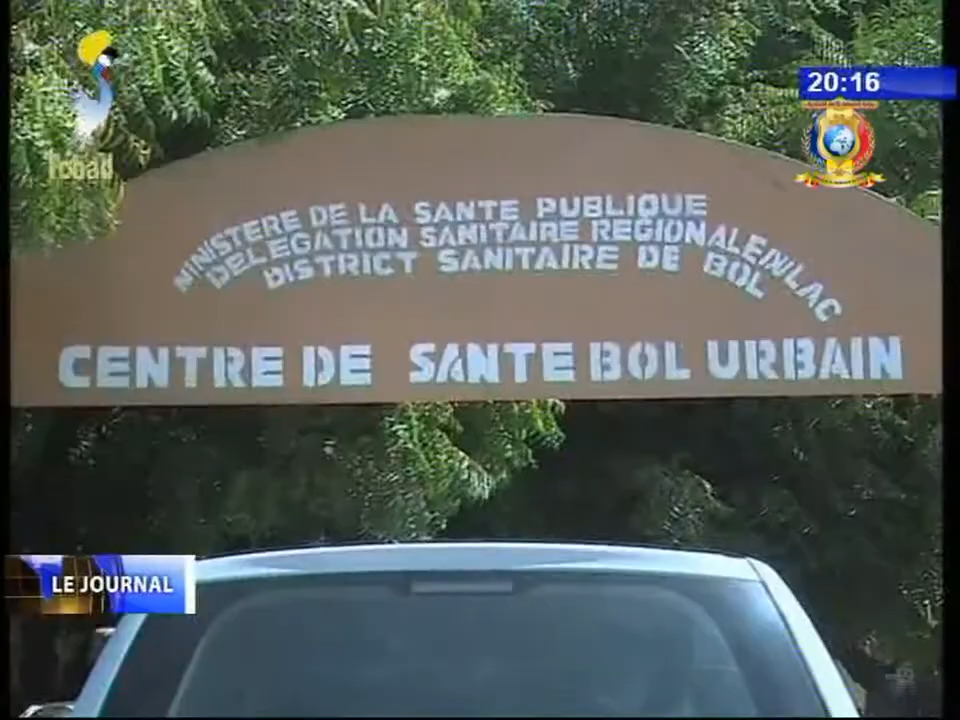 20:16
Tchad
MINISTERE DE LA SANTE PUBLIQUE
DELEGATION SANITAIRE REGIONALE DU LAC
DISTRICT SANITAIRE DE BOL
CENTRE DE SANTE BOL URBAIN
LE JOURNAL